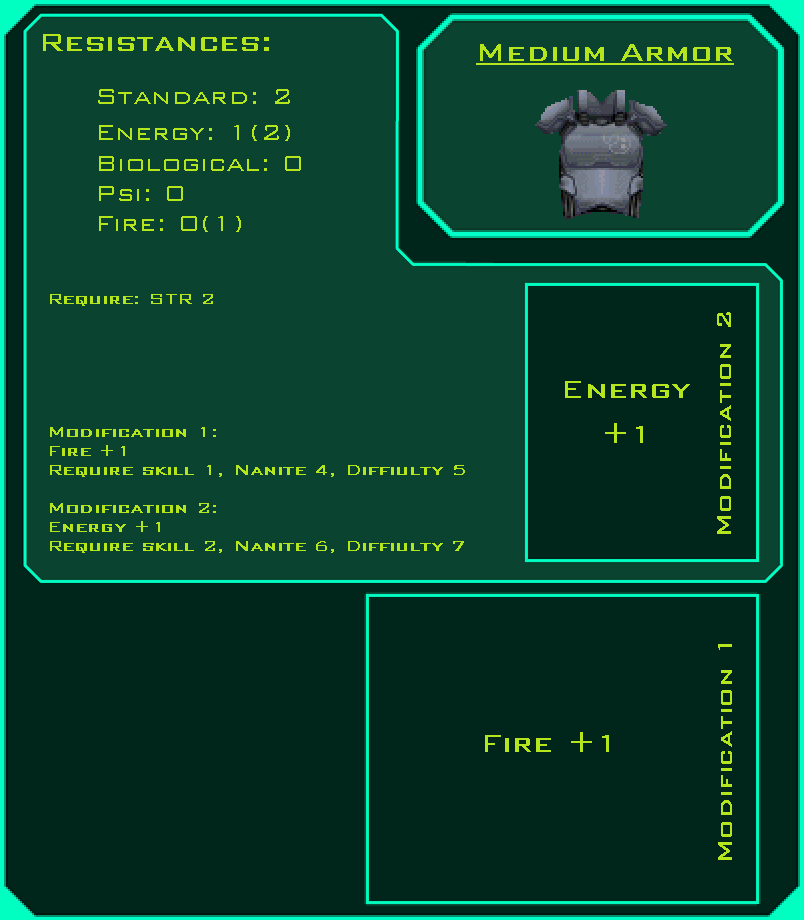 Resistances:
Standard: 2
Energy: 1(2)
Biological: 0
Psi: 0
Fire: 0(1)
Medium Armor
Require: STR 2
Modification 1:
Fire +1
Require skill 1, Nanite 4, Diffiulty 5
Modification 2:
Energy +1
Require skill 2, Nanite 6, Diffiulty 7
Energy
+1
Modification 2
Fire +1
Modification 1